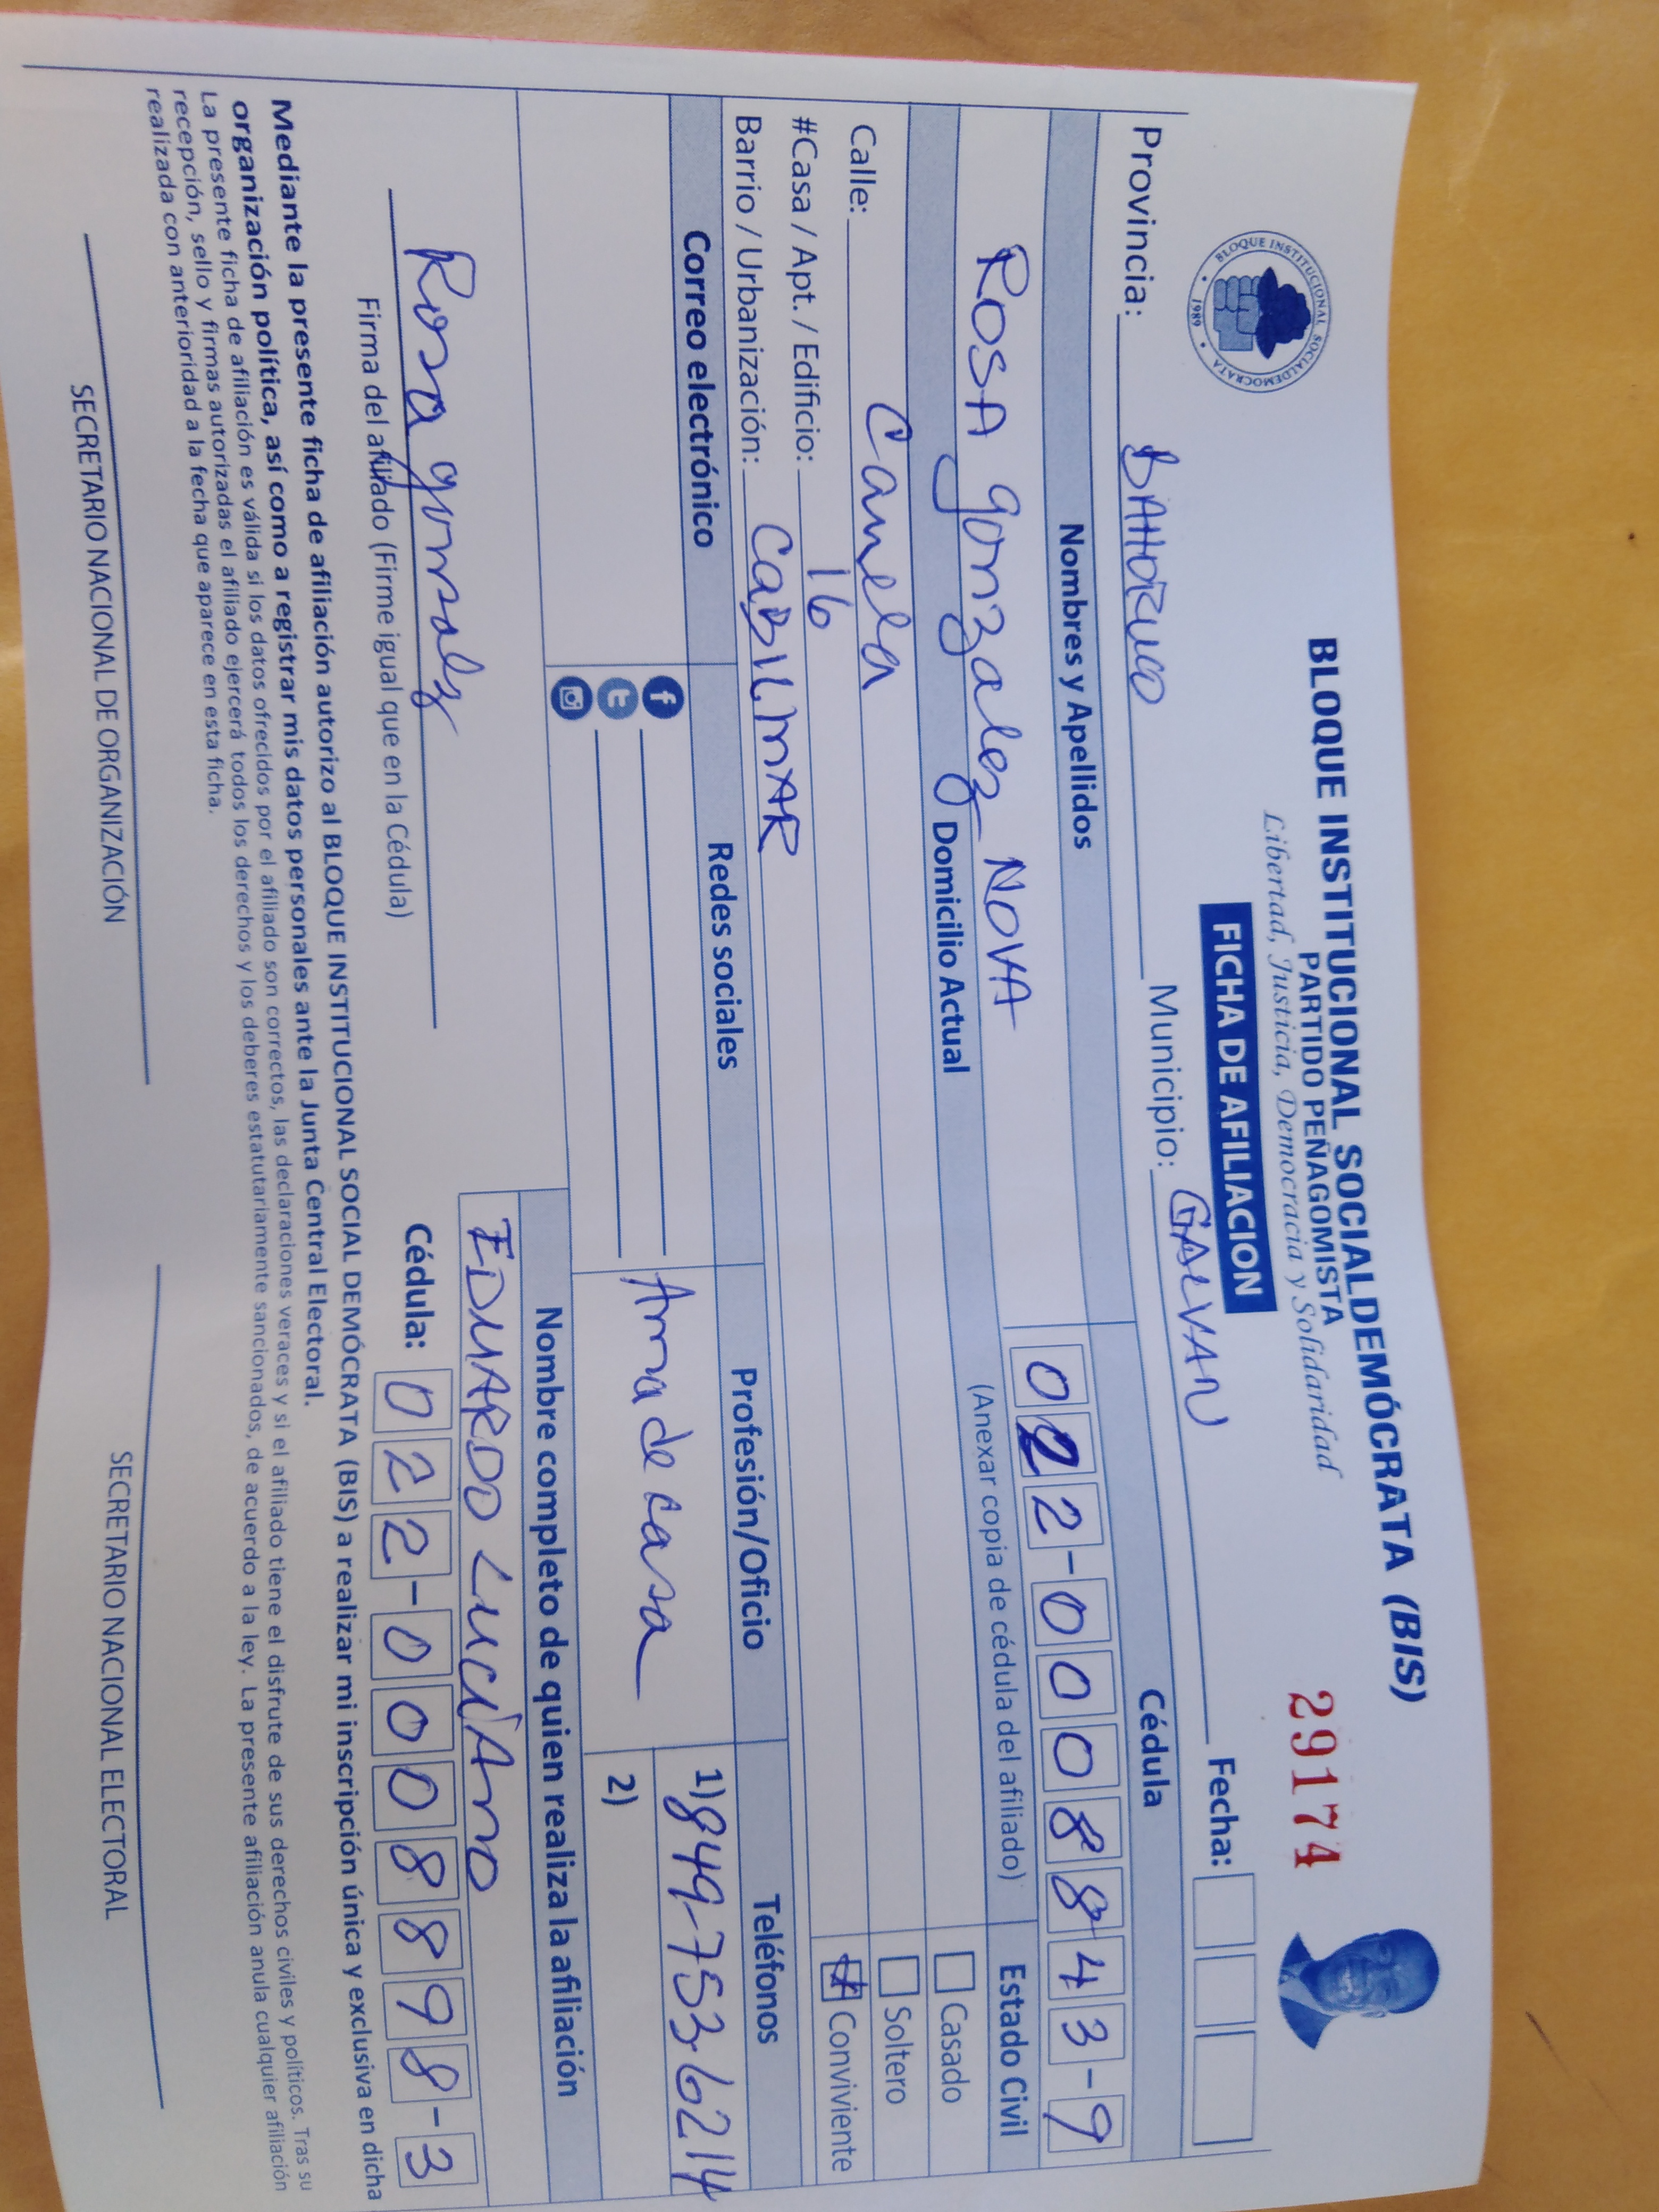 BLOQUE INSTITUCIONAL SOCIALDEMÓCRATA (BIS)
PARTIDO PEÑAGOMISTA
Libertad, Justicia, Democracia y Solidaridad
BLOQUE INSTITUCIONAL SOCIALDEMOCRATA • 1989 •
29174
FICHA DE AFILIACION
Provincia: BAHORUCO Municipio: GALVAN Fecha:
Nombres y Apellidos Cédula
ROSA gonzalez NOVA 022-0008843-9
Domicilio Actual (Anexar copia de cédula del afiliado) Estado Civil
Calle: Canela
Casado
#Casa / Apt. / Edificio: 16
Soltero
Barrio / Urbanización: CABILMAR
Conviviente
Correo electrónico Redes sociales Profesión/Oficio Teléfonos
Ama de casa
1) 849-753-6214
2)
Nombre completo de quien realiza la afiliación
EDUARDO LUCIANO
Rosa gonsalez
Firma del afiliado (Firme igual que en la Cédula)
Cédula: 022-0008898-3
Mediante la presente ficha de afiliación autorizo al BLOQUE INSTITUCIONAL SOCIAL DEMÓCRATA (BIS) a realizar mi inscripción única y exclusiva en dicha
organización política, así como a registrar mis datos personales ante la Junta Central Electoral.
La presente ficha de afiliación es válida si los datos ofrecidos por el afiliado son correctos, las declaraciones veraces y si el afiliado tiene el disfrute de sus derechos civiles y políticos. Tras su
recepción, sello y firmas autorizadas el afiliado ejercerá todos los derechos y los deberes estatutariamente sancionados, de acuerdo a la ley. La presente afiliación anula cualquier afiliación
realizada con anterioridad a la fecha que aparece en esta ficha.
SECRETARIO NACIONAL DE ORGANIZACIÓN SECRETARIO NACIONAL ELECTORAL